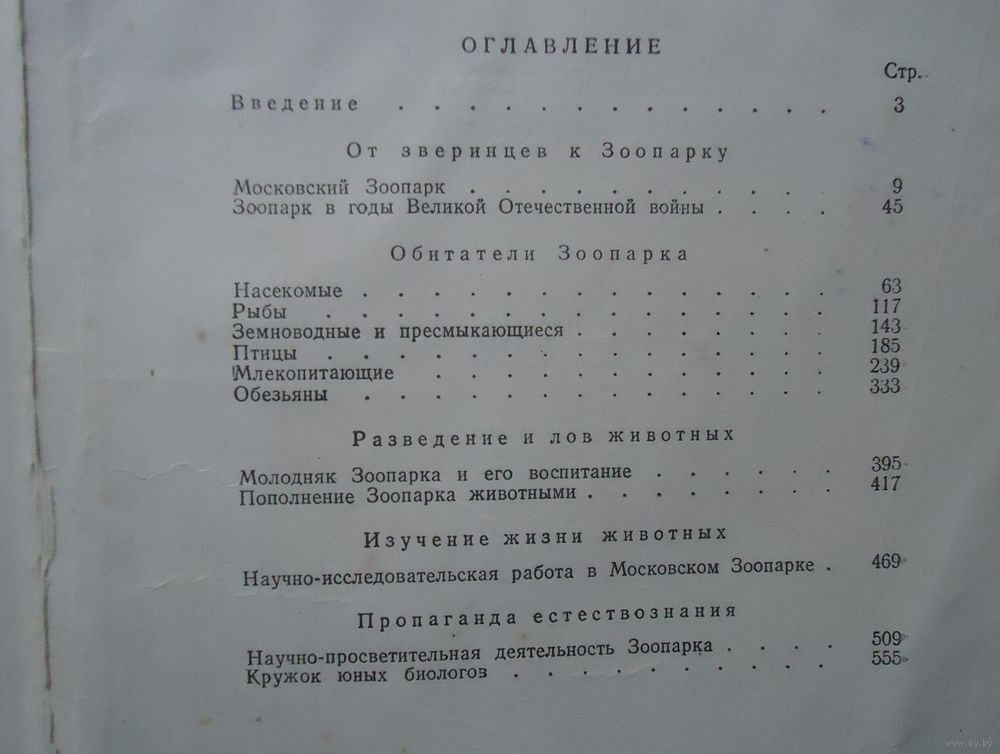 ОГЛАВЛЕНИЕ
Стр.
Введение . . . . . . . . . . . . . 3
От зверинцев к Зоопарку
Московский Зоопарк . . . . . . . . . . 9
Зоопарк в годы Великой Отечественной войны . . . . 45
Обитатели Зоопарка
Насекомые . . . . . . . . . . . . . . 63
Рыбы . . . . . . . . . . . . . . . 117
Земноводные и пресмыкающиеся . . . . . . . . 143
Птицы . . . . . . . . . . . . . . . 185
Млекопитающие . . . . . . . . . . . . 239
Обезьяны . . . . . . . . . . . . . . 333
Разведение и лов животных
Молодняк Зоопарка и его воспитание . . . . . . 395
Пополнение Зоопарка животными . . . . . . . . 417
Изучение жизни животных
Научно-исследовательская работа в Московском Зоопарке . 469
Пропаганда естествознания
Научно-просветительная деятельность Зоопарка . . . . 509
Кружок юных биологов . . . . . . . . . . 555
www.ay.by